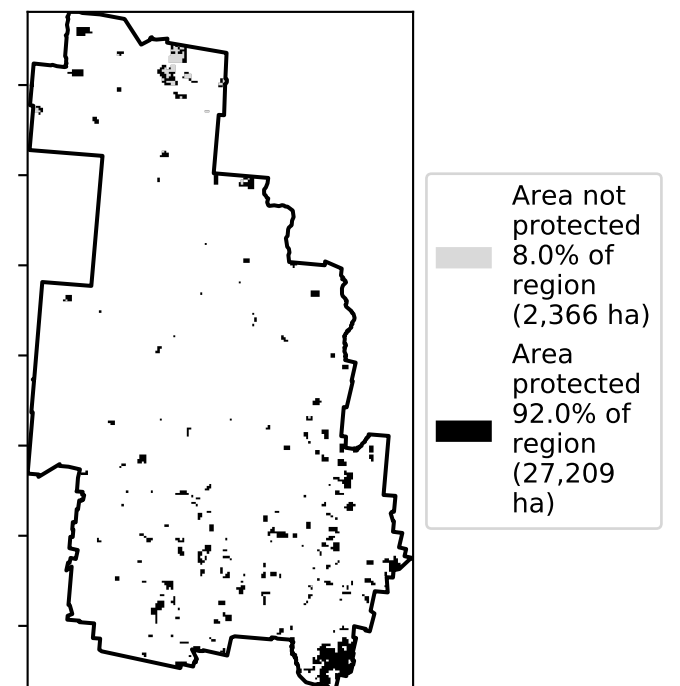 Area not
protected
8.0% of
region
(2,366 ha)
Area
protected
92.0% of
region
(27,209
ha)